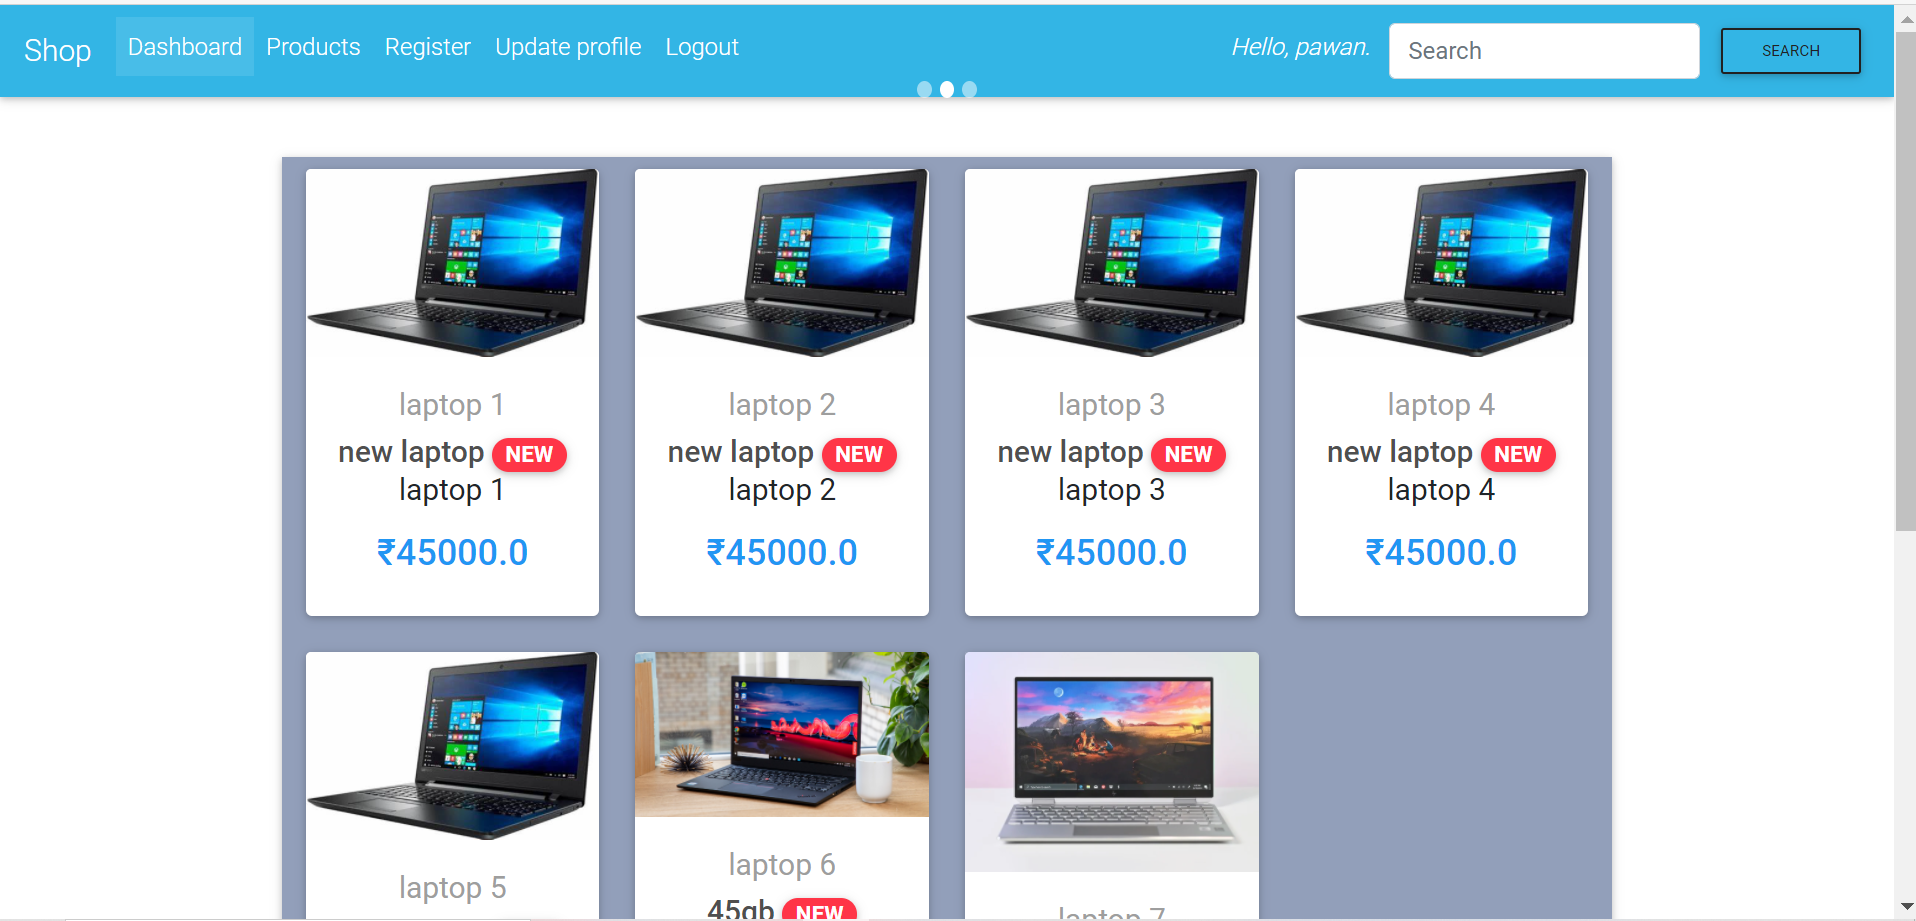 Shop Dashboard Products Register Update profile Logout Hello, pawan. Search SEARCH
laptop 1
new laptop NEW
laptop 1
₹45000.0
laptop 2
new laptop NEW
laptop 2
₹45000.0
laptop 3
new laptop NEW
laptop 3
₹45000.0
laptop 4
new laptop NEW
laptop 4
₹45000.0
laptop 5
laptop 6
45gb NEW
laptop 7